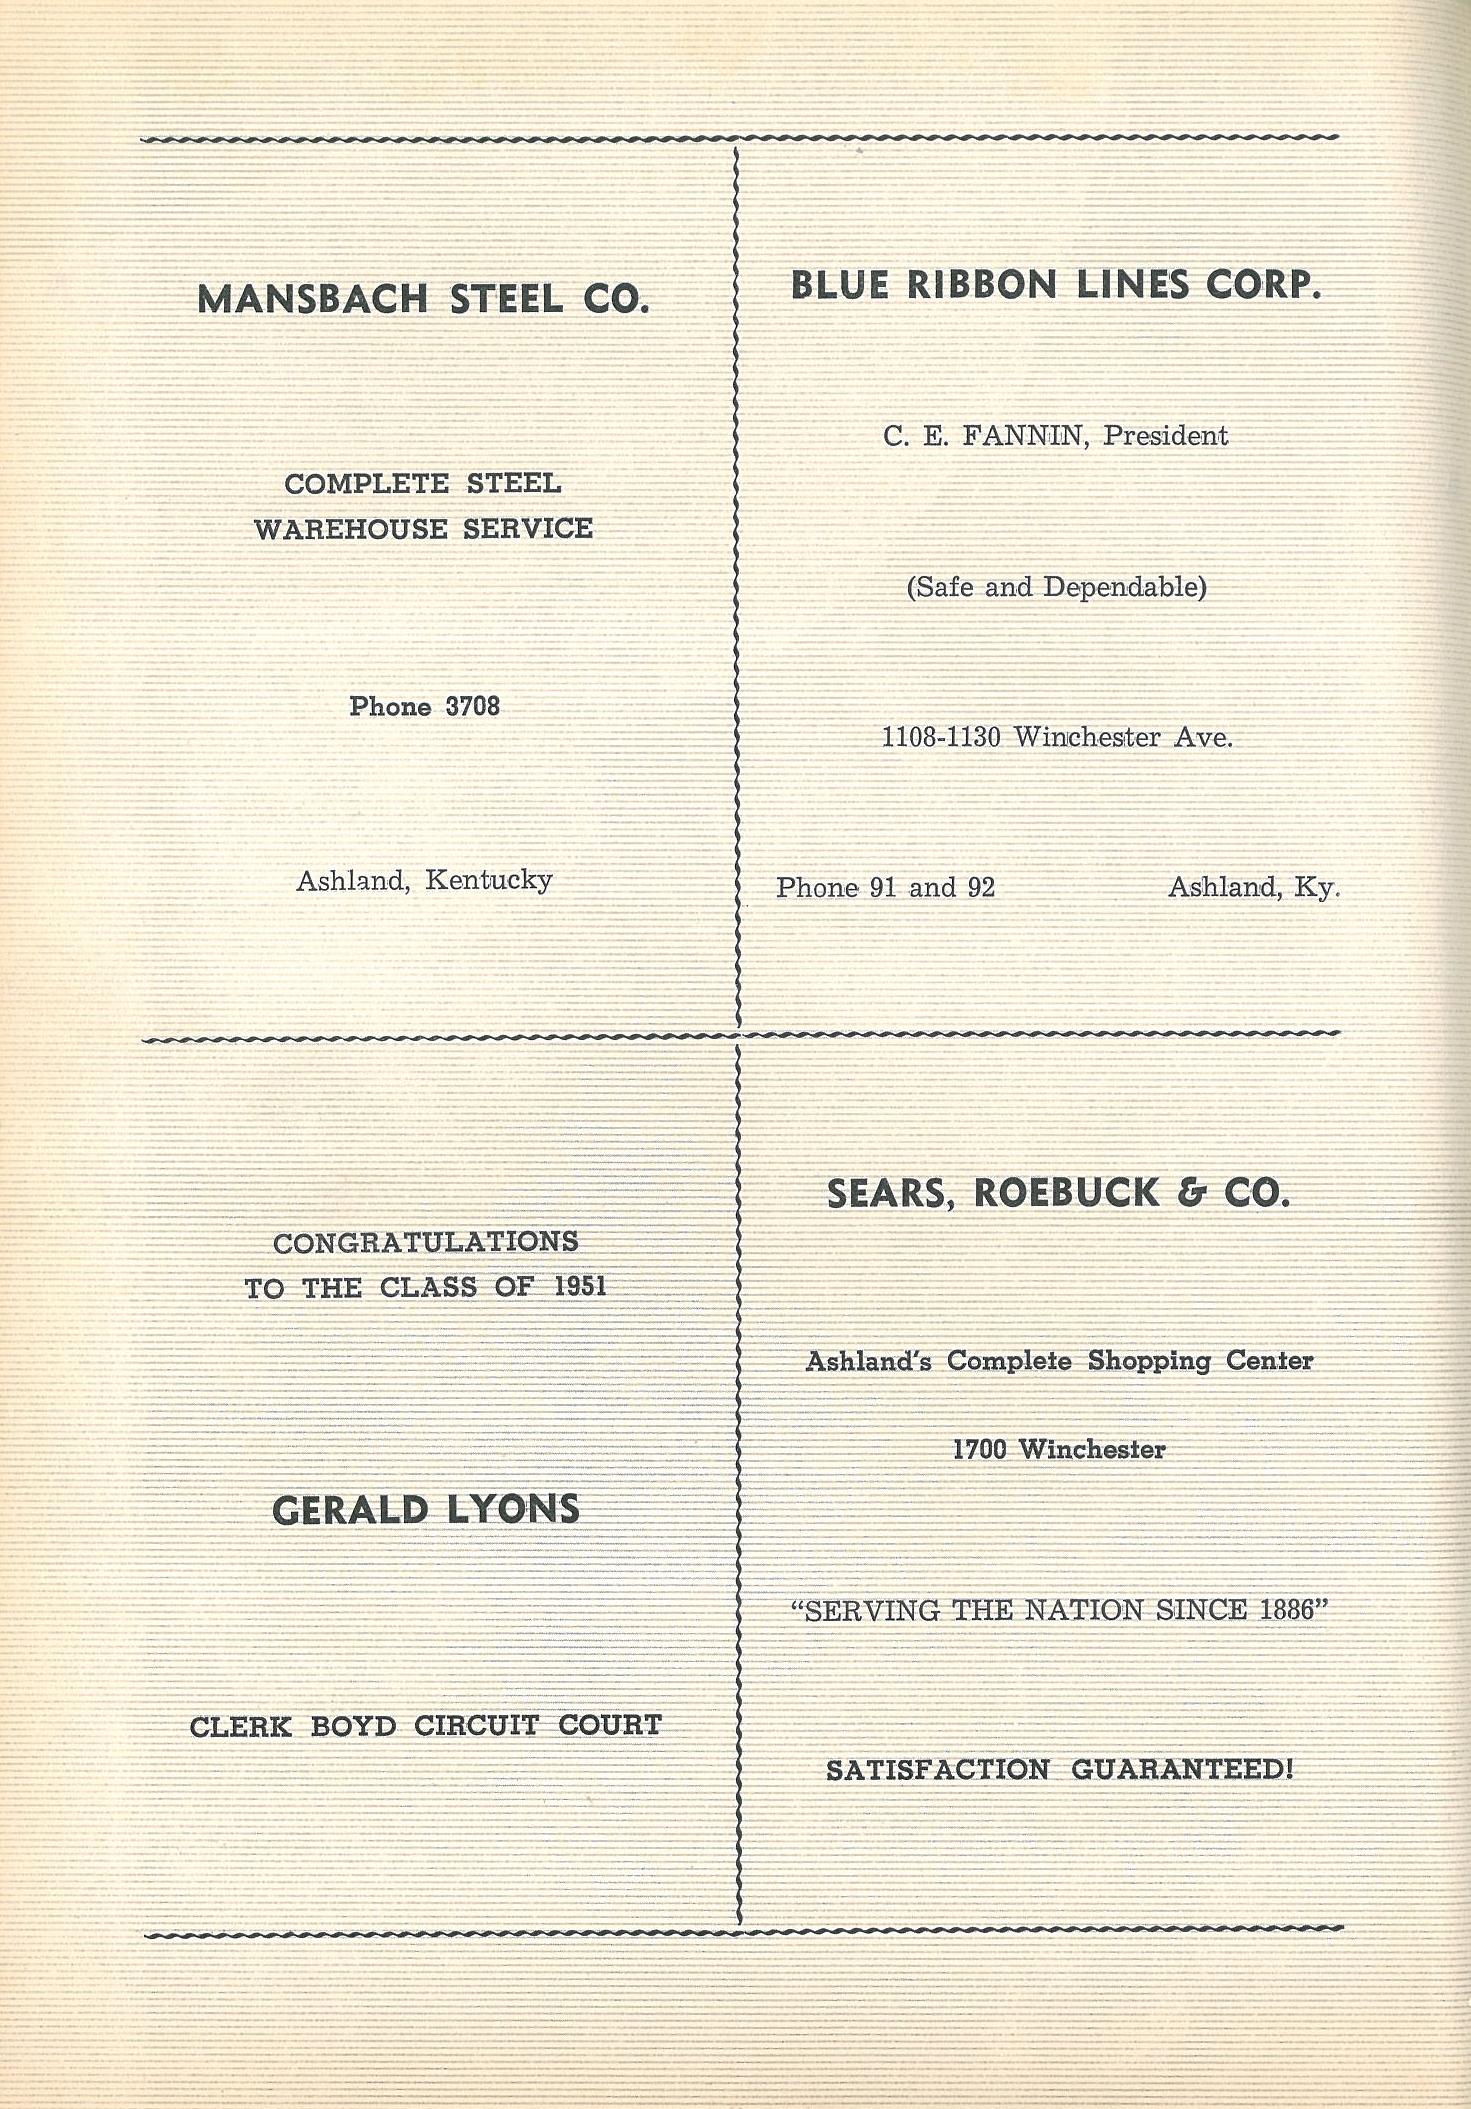 MANSBACH STEEL CO.
COMPLETE STEEL
WAREHOUSE SERVICE
Phone 3708
Ashland, Kentucky
BLUE RIBBON LINES CORP.
C. E. FANNIN, President
(Safe and Dependable)
1108-1130 Winchester Ave.
Phone 91 and 92 Ashland, Ky.
CONGRATULATIONS
TO THE CLASS OF 1951
GERALD LYONS
CLERK BOYD CIRCUIT COURT
SEARS, ROEBUCK & CO.
Ashland's Complete Shopping Center
1700 Winchester
“SERVING THE NATION SINCE 1886”
SATISFACTION GUARANTEED!